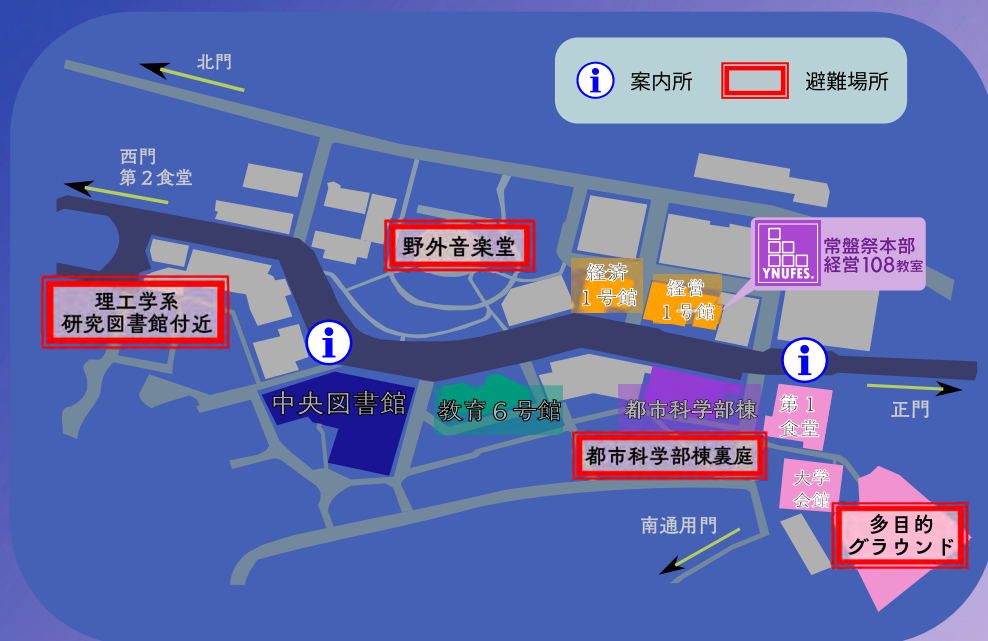 北門
案内所
避難場所
西門
第2食堂
野外音楽堂
常盤祭本部
経営108教室
YNUFES.
経済
1号館
経営
1号館
理工学系
研究図書館付近
中央図書館
教育6号館
都市科学部棟
第1
食堂
正門
都市科学部棟裏庭
大学
会館
南通用門
多目的
グラウンド